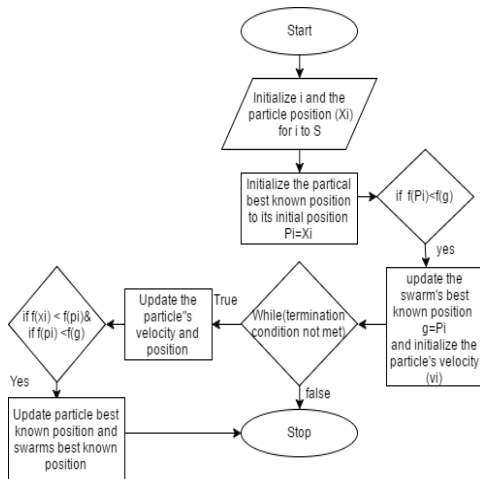 Start
Initialize i and the
particle position (Xi)
for i to S
Initialize the partical
best known position
to its initial position
Pi=Xi
if f(Pi)<f(g)
yes
update the
swarm's best
known position
g=Pi
and initialize the
particle's velocity
(vi)
While(termination
condition not met)
True
Update the
particle"s
velocity and
position
if f(xi) < f(pi)&
if f(pi) <f(g)
Yes
Update particle best
known position and
swarms best known
position
false
Stop